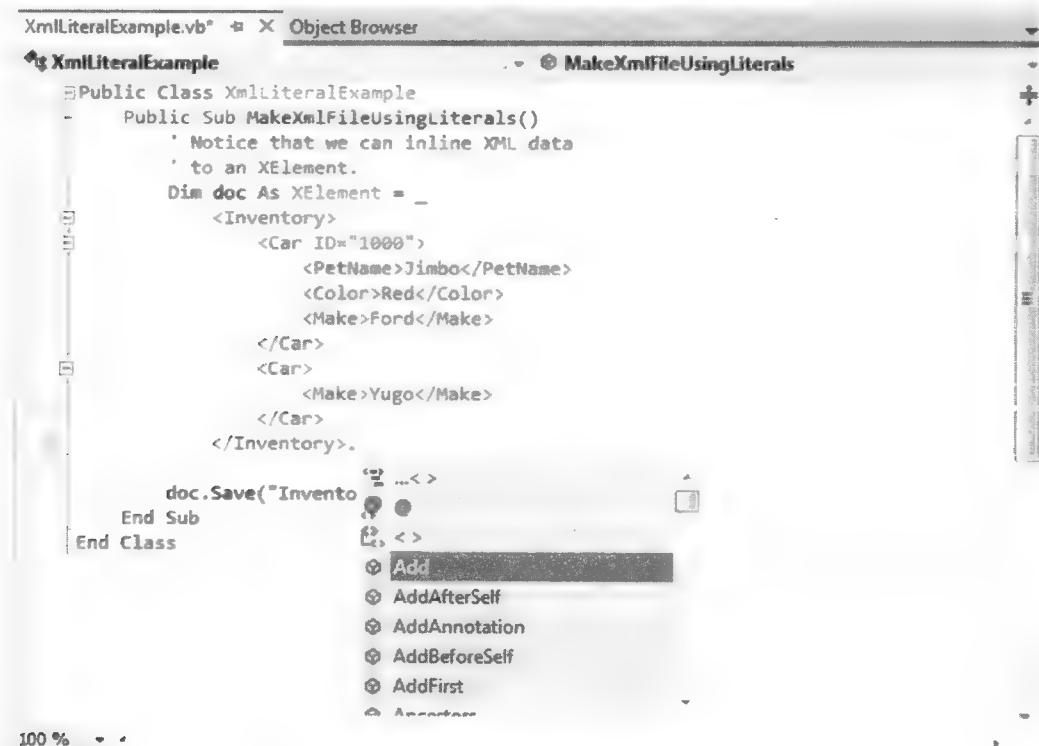 XmlLiteralExample.vb* Object Browser
XmlLiteralExample MakeXmlFileUsingLiterals
Public Class XmlLiteralExample
Public Sub MakeXmlFileUsingLiterals()
' Notice that we can inline XML data
' to an XElement.
Dim doc As XElement = _
<Inventory>
<Car ID="1000">
<PetName>Jimbo</PetName>
<Color>Red</Color>
<Make>Ford</Make>
</Car>
<Car>
<Make>Yugo</Make>
</Car>
</Inventory>.
...< >
doc.Save("Invento
@
End Sub
< >
End Class
Add
AddAfterSelf
AddAnnotation
AddBeforeSelf
AddFirst
Ancestors
100 %